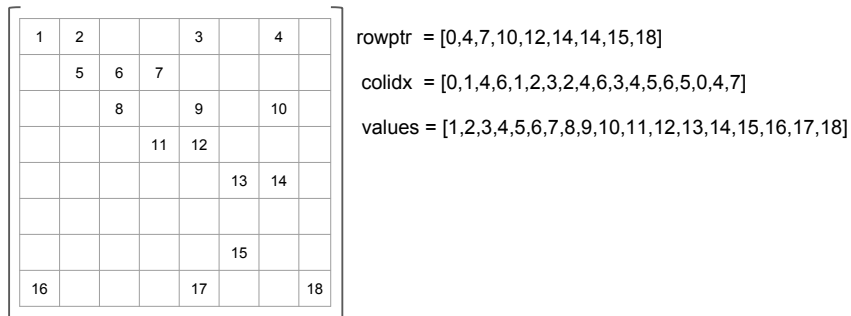 1 2 3 4
5 6 7
8 9 10
11 12
13 14
15
16 17 18
rowptr = [0,4,7,10,12,14,14,15,18]
colidx = [0,1,4,6,1,2,3,2,4,6,3,4,5,6,5,0,4,7]
values = [1,2,3,4,5,6,7,8,9,10,11,12,13,14,15,16,17,18]